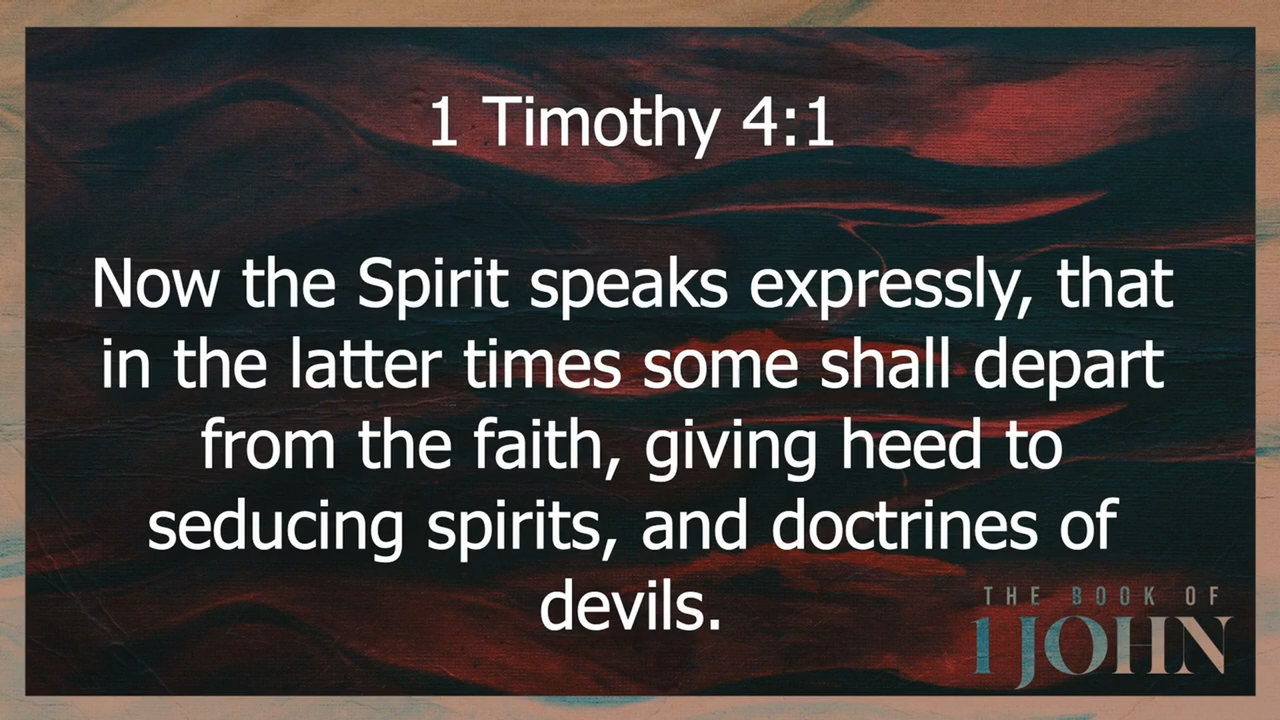 1 Timothy 4:1
Now the Spirit speaks expressly, that
in the latter times some shall depart
from the faith, giving heed to
seducing spirits, and doctrines of
devils.
THE BOOK OF
1 JOHN